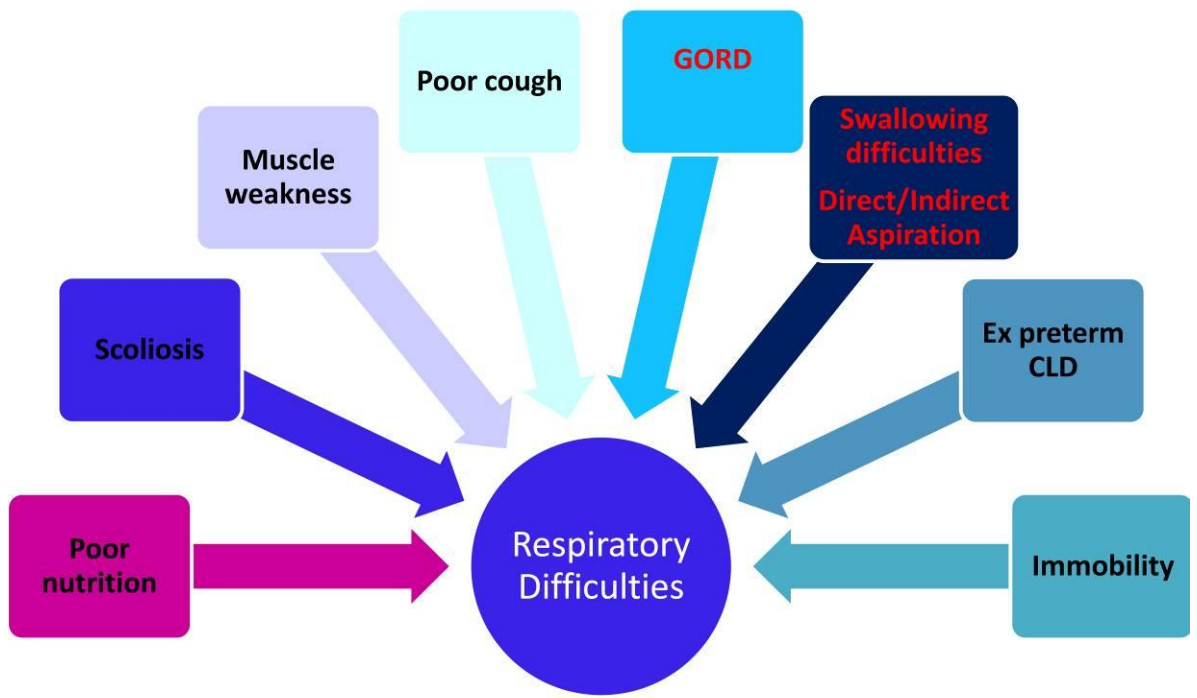 Poor cough
GORD
Muscle
weakness
Swallowing
difficulties
Direct/Indirect
Aspiration
Scoliosis
Ex preterm
CLD
Poor
nutrition
Respiratory
Difficulties
Immobility